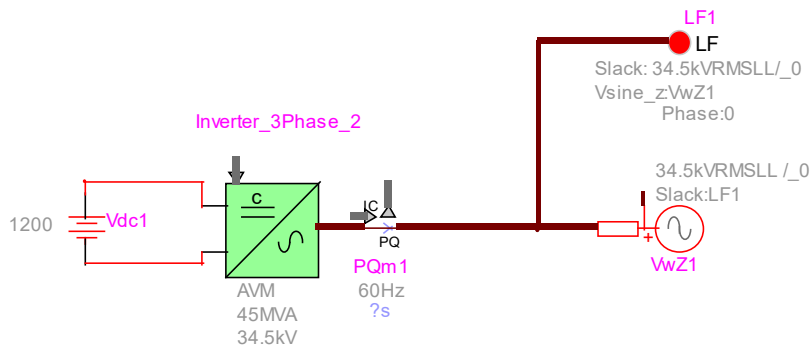 LF1
LF
Slack: 34.5kVRMSLL/_0
Vsine_z:VwZ1
Phase:0
Inverter_3Phase_2
34.5kVRMSLL /_0
Slack:LF1
C
IC
1200
Vdc1
+
PQ
VwZ1
PQm1
AVM
60Hz
45MVA
?s
34.5kV